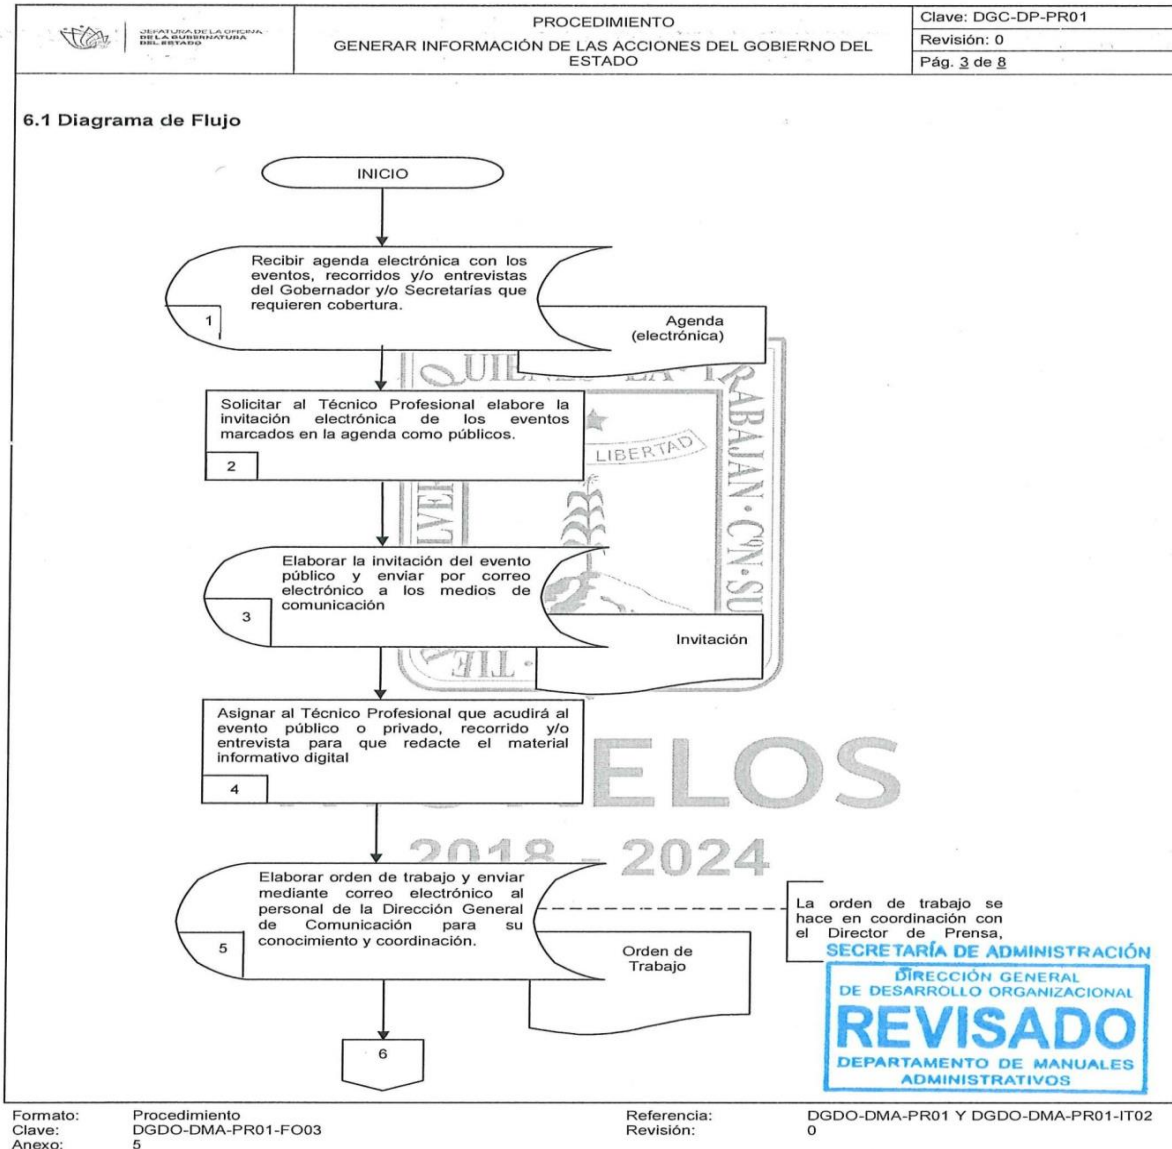 JEFATURA DE LA OFICINA
DE LA GUBERNATURA
DEL ESTADO
PROCEDIMIENTO
GENERAR INFORMACIÓN DE LAS ACCIONES DEL GOBIERNO DEL
ESTADO
Clave: DGC-DP-PR01
Revisión: 0
Pág. 3 de 8
6.1 Diagrama de Flujo
INICIO
Recibir agenda electrónica con los
eventos, recorridos y/o entrevistas
del Gobernador y/o Secretarías que
requieren cobertura.
1
Agenda
(electrónica)
Solicitar al Técnico Profesional elabore la
invitación electrónica de los eventos
marcados en la agenda como públicos.
2
LIBERTAD
Elaborar la invitación del evento
público y enviar por correo
electrónico a los medios de
comunicación
3
Invitación
Asignar al Técnico Profesional que acudirá al
evento público o privado, recorrido y/o
entrevista para que redacte el material
informativo digital
4
ELOS
2018 - 2024
Elaborar orden de trabajo y enviar
mediante correo electrónico al
personal de la Dirección General
de Comunicación para su
conocimiento y coordinación.
5
Orden de
Trabajo
La orden de trabajo se
hace en coordinación con
el Director de Prensa,
SECRETARÍA DE ADMINISTRACIÓN
DIRECCIÓN GENERAL
DE DESARROLLO ORGANIZACIONAL
REVISADO
DEPARTAMENTO DE MANUALES
ADMINISTRATIVOS
6
Formato: Procedimiento Referencia: DGDO-DMA-PR01 Y DGDO-DMA-PR01-IT02
Clave: DGDO-DMA-PR01-FO03 Revisión: 0
Anexo: 5